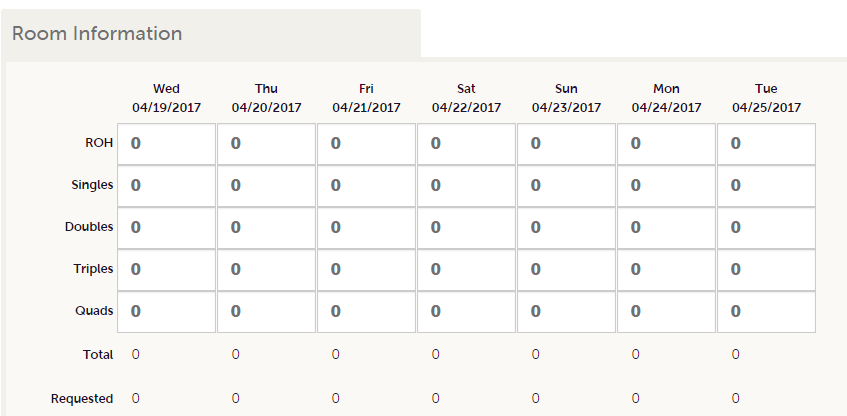 Room Information
Wed Thu Fri Sat Sun Mon Tue
04/19/2017 04/20/2017 04/21/2017 04/22/2017 04/23/2017 04/24/2017 04/25/2017
ROH 0 0 0 0 0 0 0
Singles 0 0 0 0 0 0 0
Doubles 0 0 0 0 0 0 0
Triples 0 0 0 0 0 0 0
Quads 0 0 0 0 0 0 0
Total 0 0 0 0 0 0 0
Requested 0 0 0 0 0 0 0